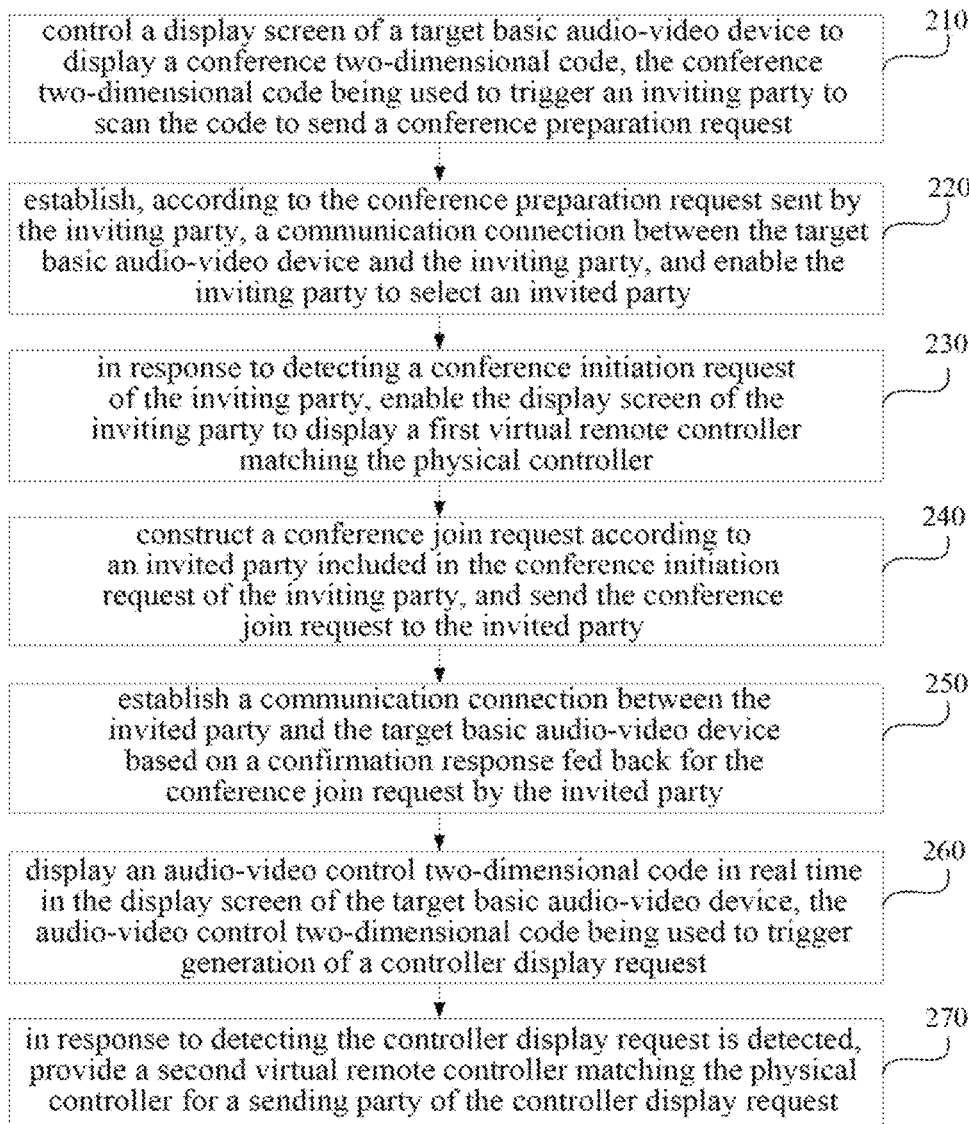 control a display screen of a target basic audio-video device to
display a conference two-dimensional code, the conference
two-dimensional code being used to trigger an inviting party to
scan the code to send a conference preparation request
210
establish, according to the conference preparation request sent by
the inviting party, a communication connection between the target
basic audio-video device and the inviting party, and enable the
inviting party to select an invited party
220
in response to detecting a conference initiation request
of the inviting party, enable the display screen of the
inviting party to display a first virtual remote controller
matching the physical controller
230
construct a conference join request according to
an invited party included in the conference initiation
request of the inviting party, and send the conference
join request to the invited party
240
establish a communication connection between the
invited party and the target basic audio-video device
based on a confirmation response fed back for the
conference join request by the invited party
250
display an audio-video control two-dimensional code in real time
in the display screen of the target basic audio-video device, the
audio-video control two-dimensional code being used to trigger
generation of a controller display request
260
in response to detecting the controller display request is detected,
provide a second virtual remote controller matching the physical
controller for a sending party of the controller display request
270